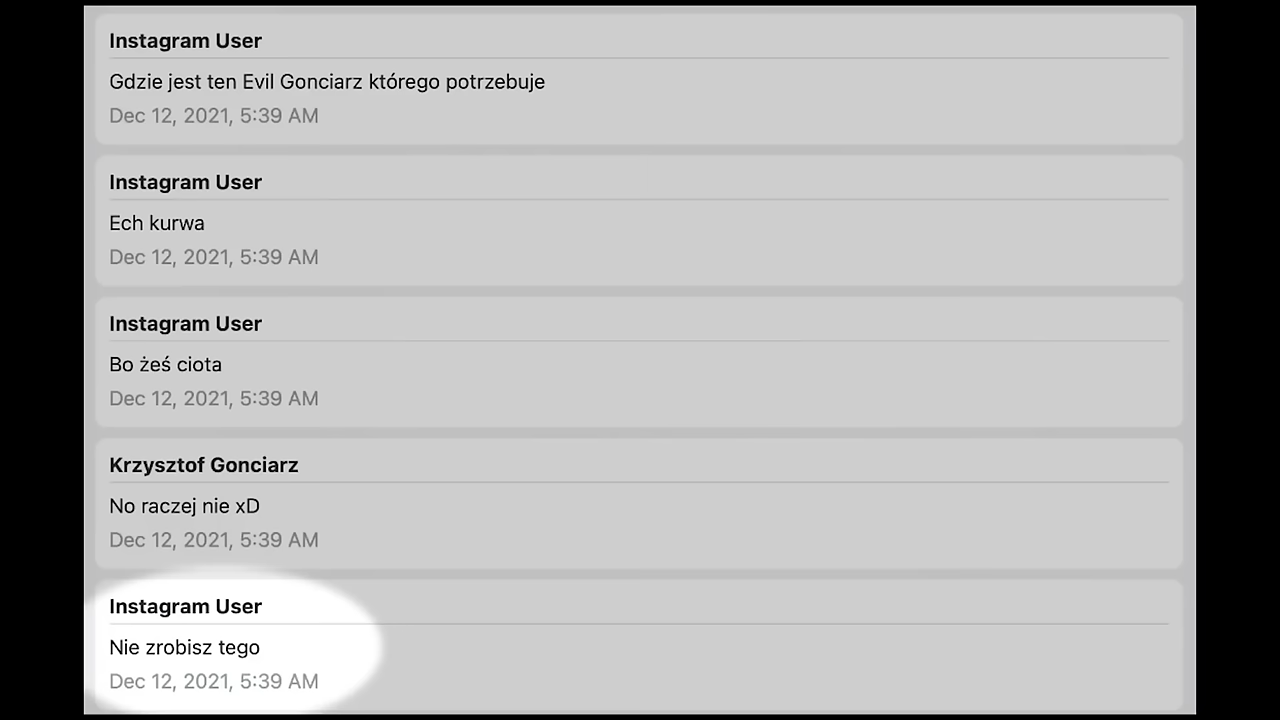 Instagram User
Gdzie jest ten Evil Gonciarz którego potrzebuje
Dec 12, 2021, 5:39 AM
Instagram User
Ech kurwa
Dec 12, 2021, 5:39 AM
Instagram User
Bo żeś ciota
Dec 12, 2021, 5:39 AM
Krzysztof Gonciarz
No raczej nie xD
Dec 12, 2021, 5:39 AM
Instagram User
Nie zrobisz tego
Dec 12, 2021, 5:39 AM